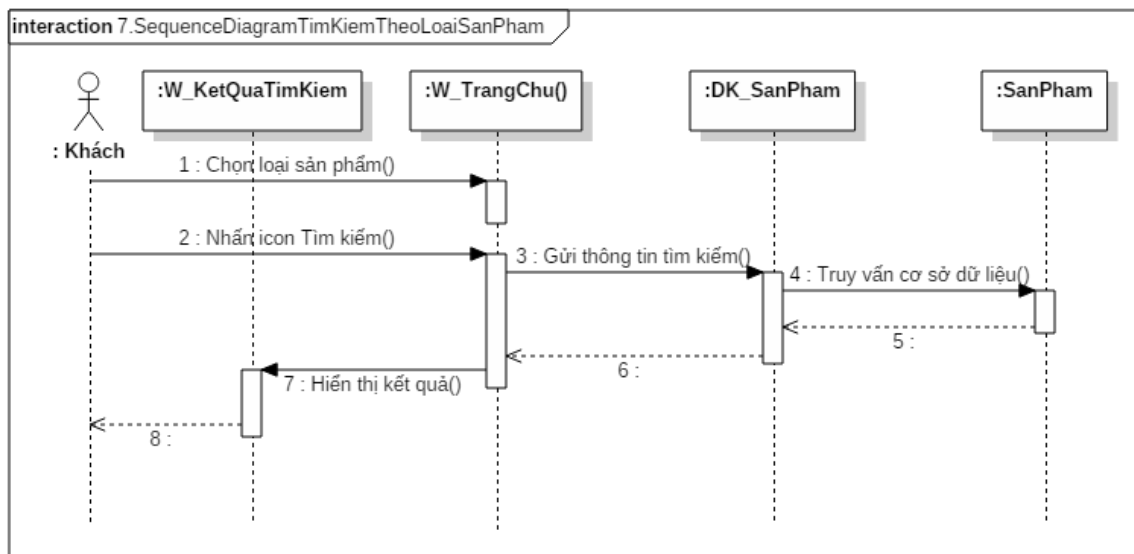 interaction 7.SequenceDiagramTimKiemTheoLoaiSanPham
:W_KetQuaTimKiem
:W_TrangChu()
:DK_SanPham
:SanPham
: Khách
1 : Chọn loại sản phẩm()
2 : Nhấn icon Tìm kiếm()
3 : Gửi thông tin tìm kiếm()
4 : Truy vấn cơ sở dữ liệu()
5 :
6 :
7 : Hiển thị kết quả()
8 :